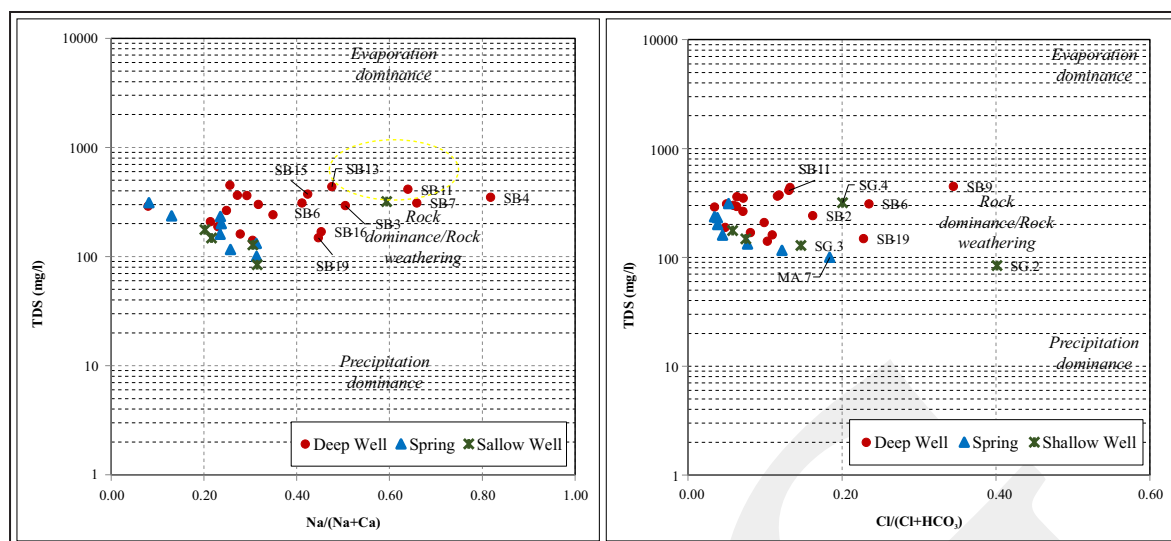 10000
1000
100
10
1
TDS (mg/l)
Evaporation
dominance
SB15
SB13
SB11
SB4
SB7
SB6
SB3
Rock
dominance/Rock
weathering
SB16
SB19
Precipitation
dominance
Deep Well Spring Sallow Well
0.00 0.20 0.40 0.60 0.80 1.00
Na/(Na+Ca)
10000
1000
100
10
1
TDS (mg/l)
Evaporation
dominance
SB11
SG.4
SB9
SB6
SB2
Rock
dominance/Rock
weathering
SB19
SG.3
MA.7
SG.2
Precipitation
dominance
Deep Well Spring Shallow Well
0.00 0.20 0.40 0.60
Cl/(Cl+HCO₃)